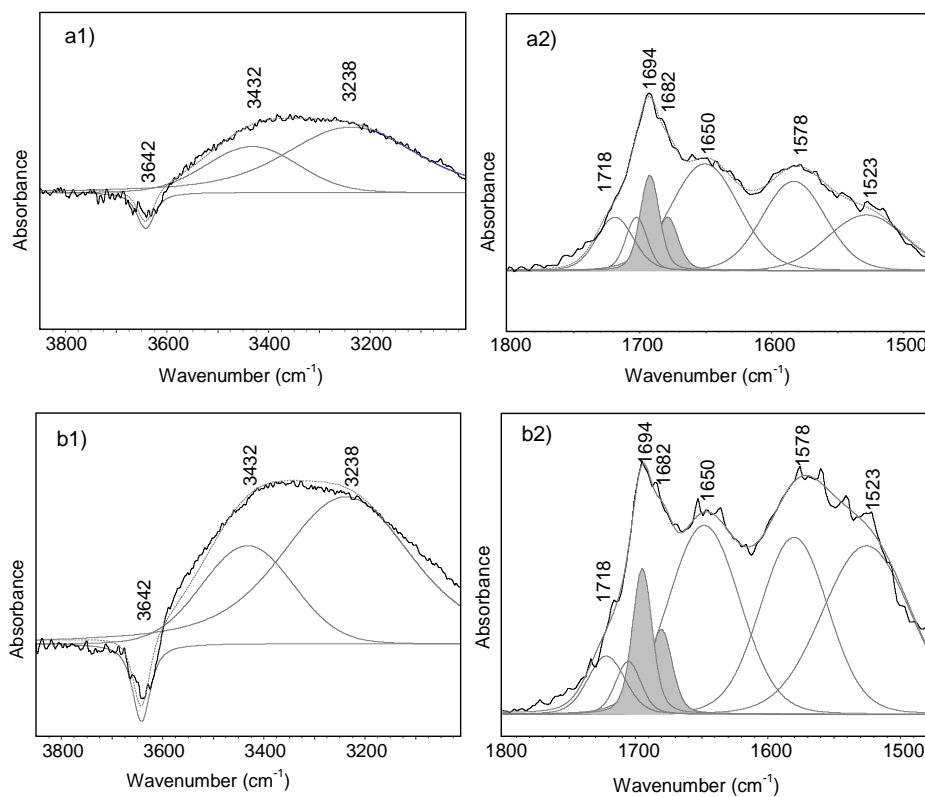 a1)
3642
3432
3238
Absorbance
3800 3600 3400 3200
Wavenumber (cm-1)
a2)
1718
1694
1682
1650
1578
1523
Absorbance
1800 1700 1600 1500
Wavenumber (cm-1)
b1)
3642
3432
3238
Absorbance
3800 3600 3400 3200
Wavenumber (cm-1)
b2)
1718
1694
1682
1650
1578
1523
Absorbance
1800 1700 1600 1500
Wavenumber (cm-1)